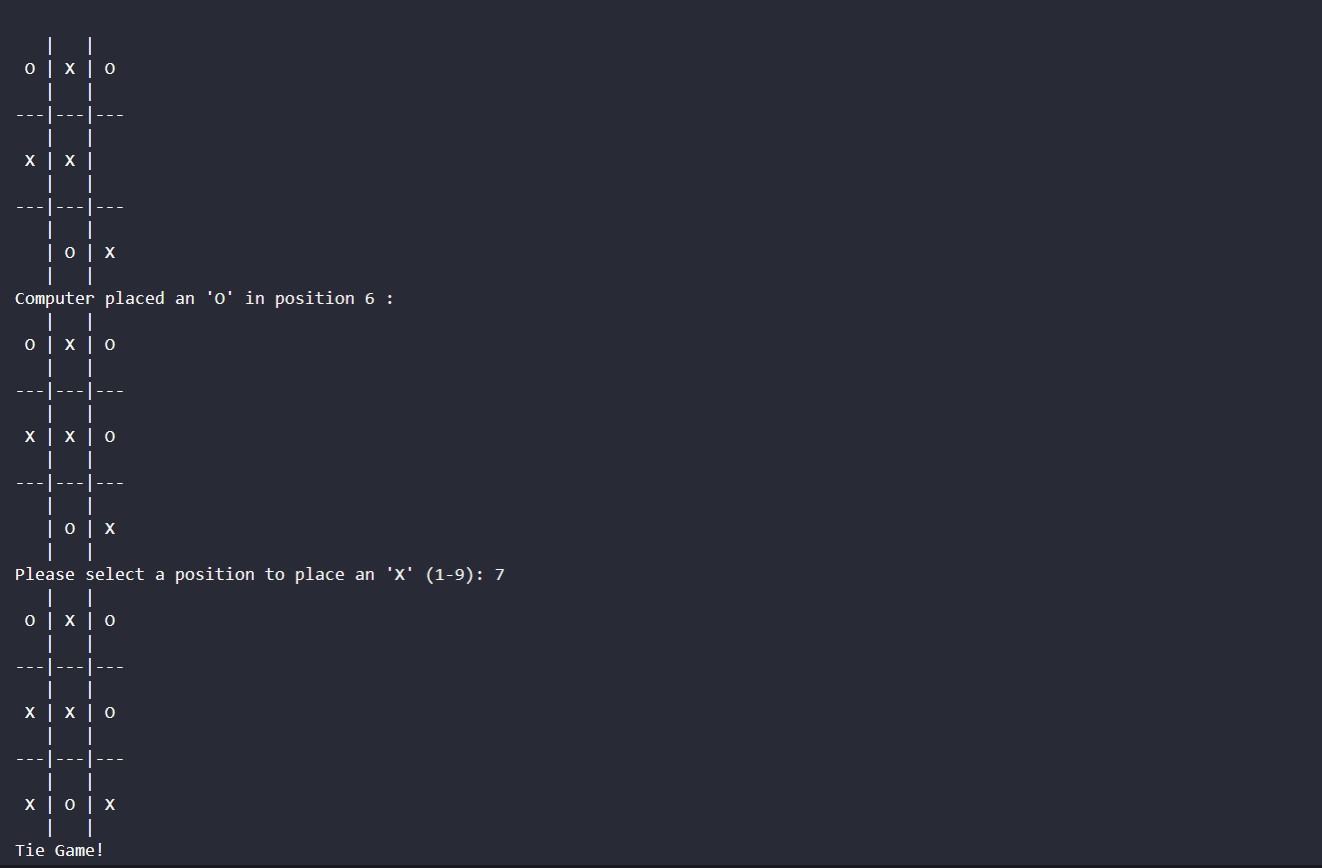 |   |
 O | X | O
    |   |
---|---|---
    |   |
 X | X |
    |   |
---|---|---
    |   |
    | O | X
    |   |
Computer placed an 'O' in position 6 :
    |   |
 O | X | O
    |   |
---|---|---
    |   |
 X | X | O
    |   |
---|---|---
    |   |
    | O | X
    |   |
Please select a position to place an 'X' (1-9): 7
    |   |
 O | X | O
    |   |
---|---|---
    |   |
 X | X | O
    |   |
---|---|---
    |   |
 X | O | X
    |   |
Tie Game!